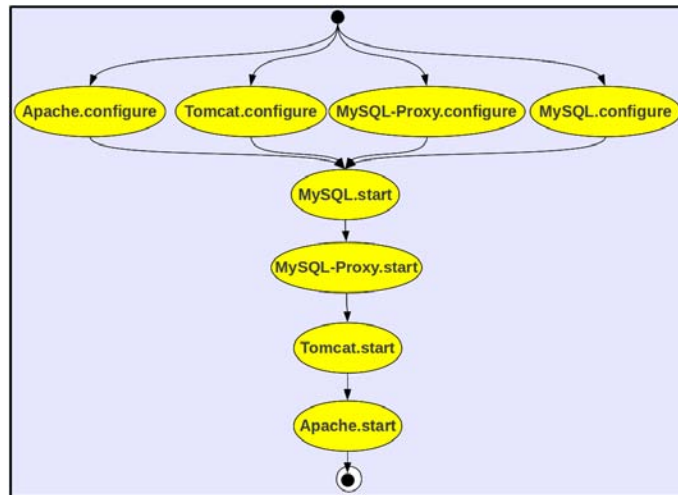 Apache.configure
Tomcat.configure
MySQL-Proxy.configure
MySQL.configure
MySQL.start
MySQL-Proxy.start
Tomcat.start
Apache.start